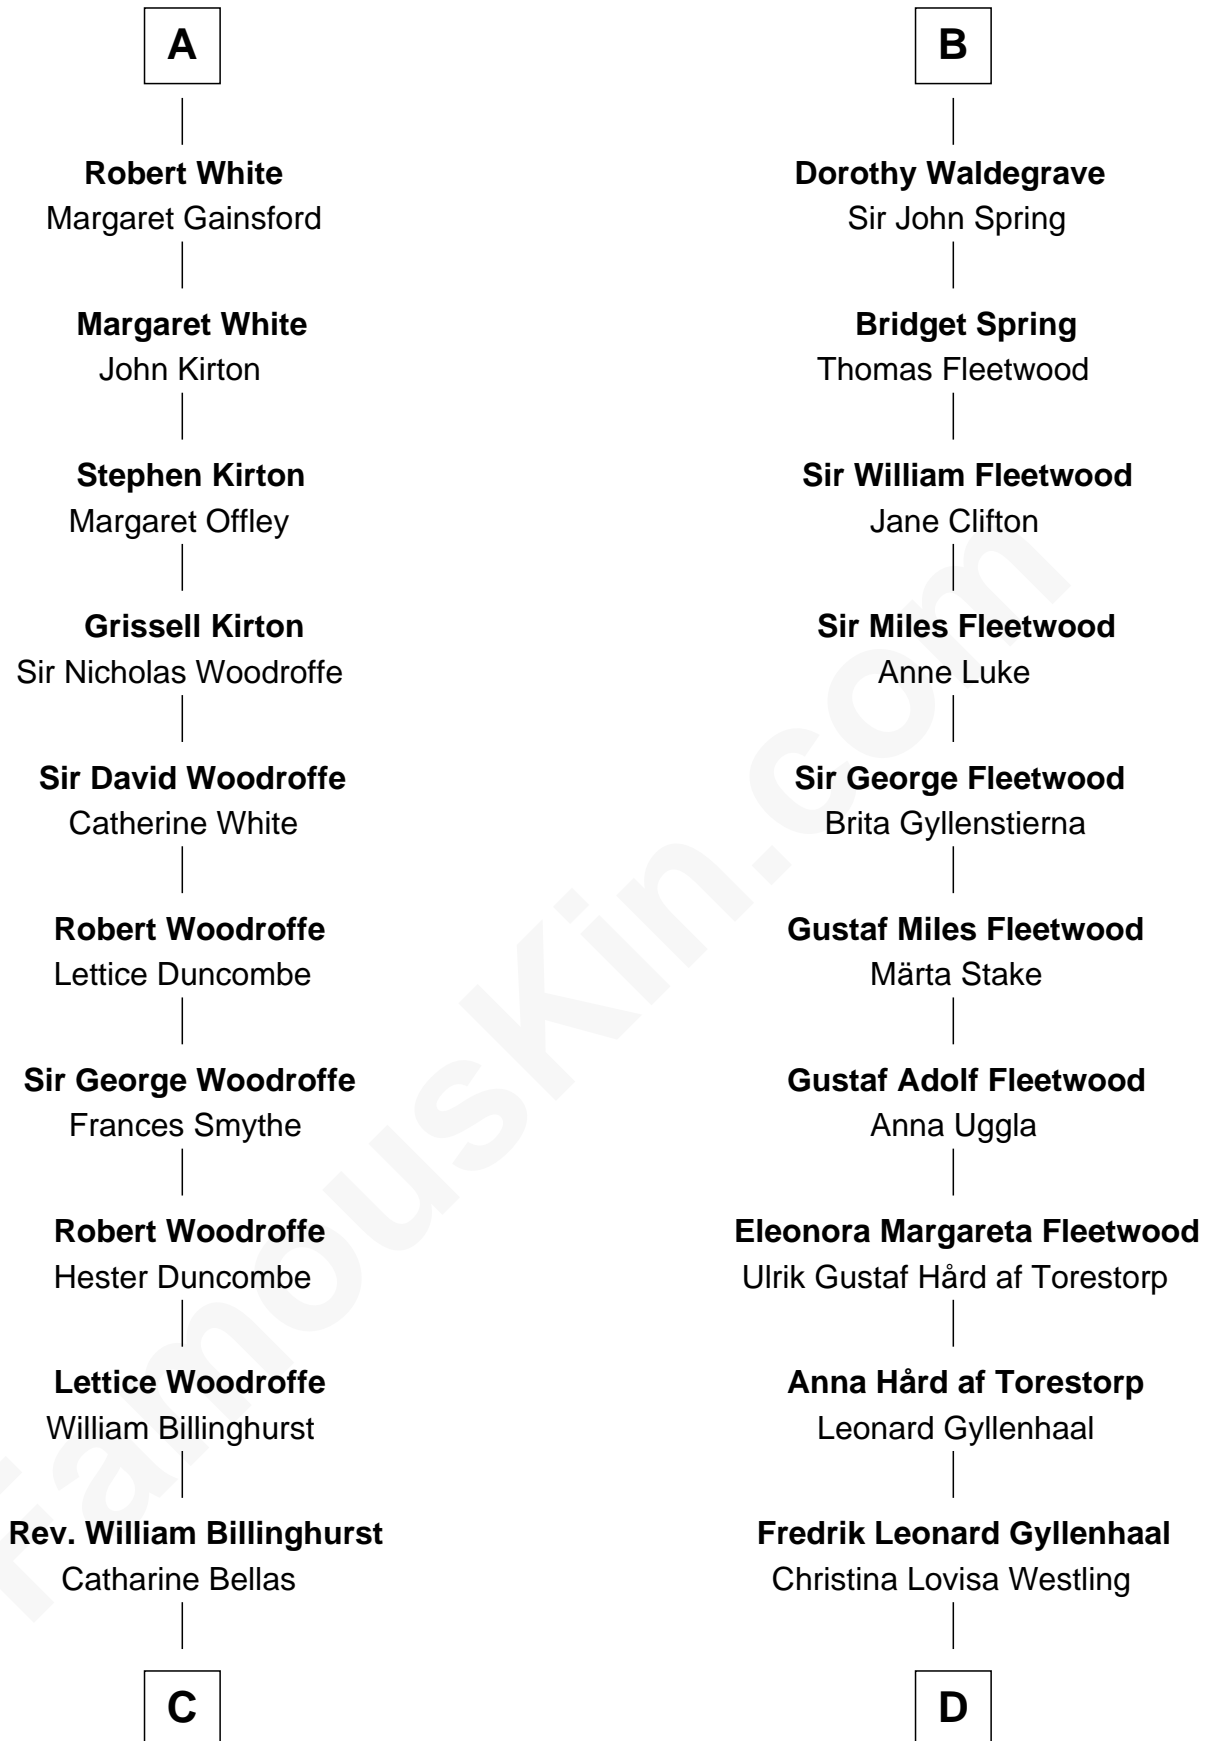 A
Robert White
Margaret Gainsford
Margaret White
John Kirton
Stephen Kirton
Margaret Offley
Grissell Kirton
Sir Nicholas Woodroffe
Sir David Woodroffe
Catherine White
Robert Woodroffe
Lettice Duncombe
Sir George Woodroffe
Frances Smythe
Robert Woodroffe
Hester Duncombe
Lettice Woodroffe
William Billinghurst
Rev. William Billinghurst
Catharine Bellas
C
B
Dorothy Waldegrave
Sir John Spring
Bridget Spring
Thomas Fleetwood
Sir William Fleetwood
Jane Clifton
Sir Miles Fleetwood
Anne Luke
Sir George Fleetwood
Brita Gyllenstierna
Gustaf Miles Fleetwood
Märta Stake
Gustaf Adolf Fleetwood
Anna Uggla
Eleonora Margareta Fleetwood
Ulrik Gustaf Hård af Torestorp
Anna Hård af Torestorp
Leonard Gyllenhaal
Fredrik Leonard Gyllenhaal
Christina Lovisa Westling
D
FamousKin.com